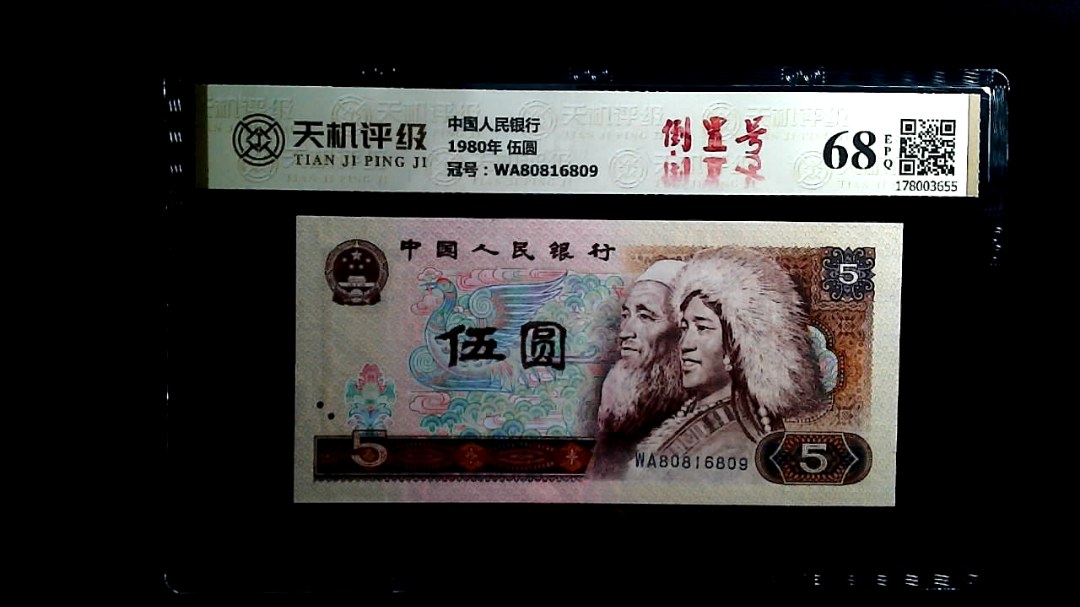 天机评级
TIAN JI PING JI
中国人民银行
1980年 伍圆
冠号：WA80816809
倒置号
68
EPQ
178003655
中国人民银行
5
伍圆
5
WA80816809
5